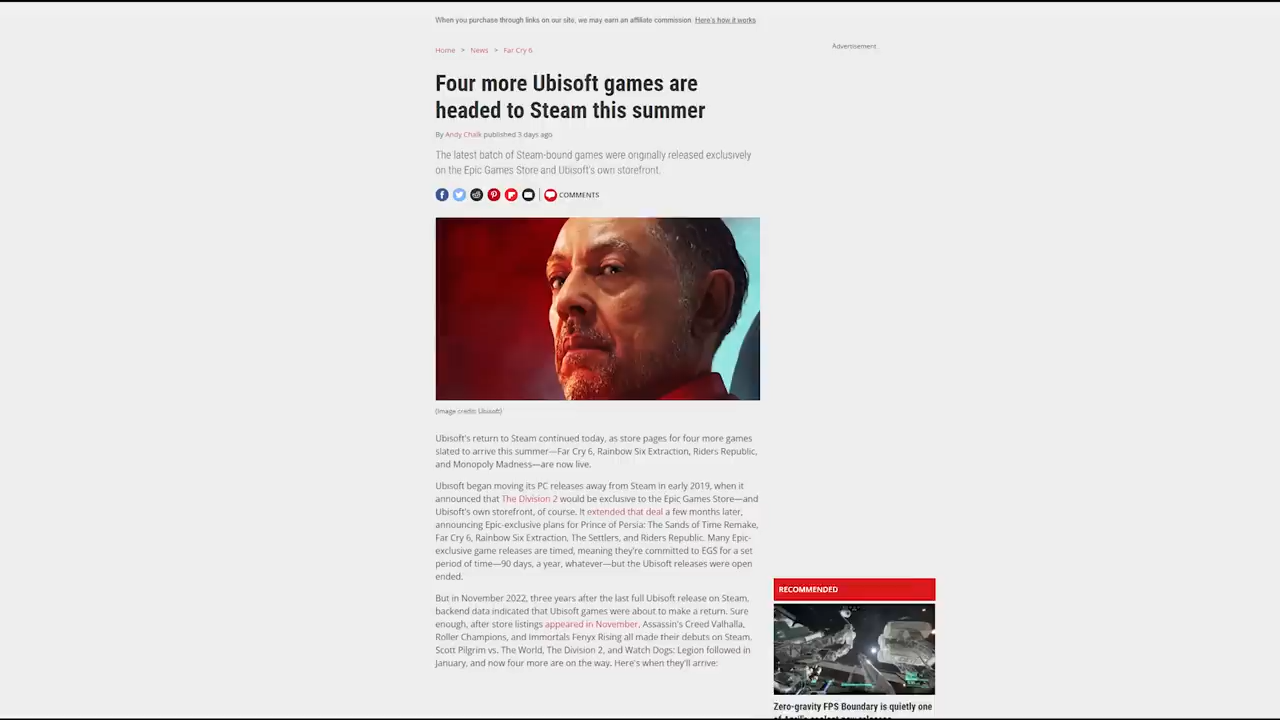 When you purchase through links on our site, we may earn an affiliate commission. Here's how it works
Home > News > Far Cry 6
Advertisement
Four more Ubisoft games are
headed to Steam this summer
By Andy Chalk published 3 days ago
The latest batch of Steam-bound games were originally released exclusively
on the Epic Games Store and Ubisoft's own storefront.
COMMENTS
(Image credit: Ubisoft)
Ubisoft's return to Steam continued today, as store pages for four more games
slated to arrive this summer—Far Cry 6, Rainbow Six Extraction, Riders Republic,
and Monopoly Madness—are now live.
Ubisoft began moving its PC releases away from Steam in early 2019, when it
announced that The Division 2 would be exclusive to the Epic Games Store—and
Ubisoft's own storefront, of course. It extended that deal a few months later,
announcing Epic-exclusive plans for Prince of Persia: The Sands of Time Remake,
Far Cry 6, Rainbow Six Extraction, The Settlers, and Riders Republic. Many Epic-
exclusive game releases are timed, meaning they're committed to EGS for a set
period of time—90 days, a year, whatever—but the Ubisoft releases were open
ended.
But in November 2022, three years after the last full Ubisoft release on Steam,
backend data indicated that Ubisoft games were about to make a return. Sure
enough, after store listings appeared in November, Assassin's Creed Valhalla,
Roller Champions, and Immortals Fenyx Rising all made their debuts on Steam.
Scott Pilgrim vs. The World, The Division 2, and Watch Dogs: Legion followed in
January, and now four more are on the way. Here's when they'll arrive:
RECOMMENDED
Zero-gravity FPS Boundary is quietly one
of April's coolest new releases